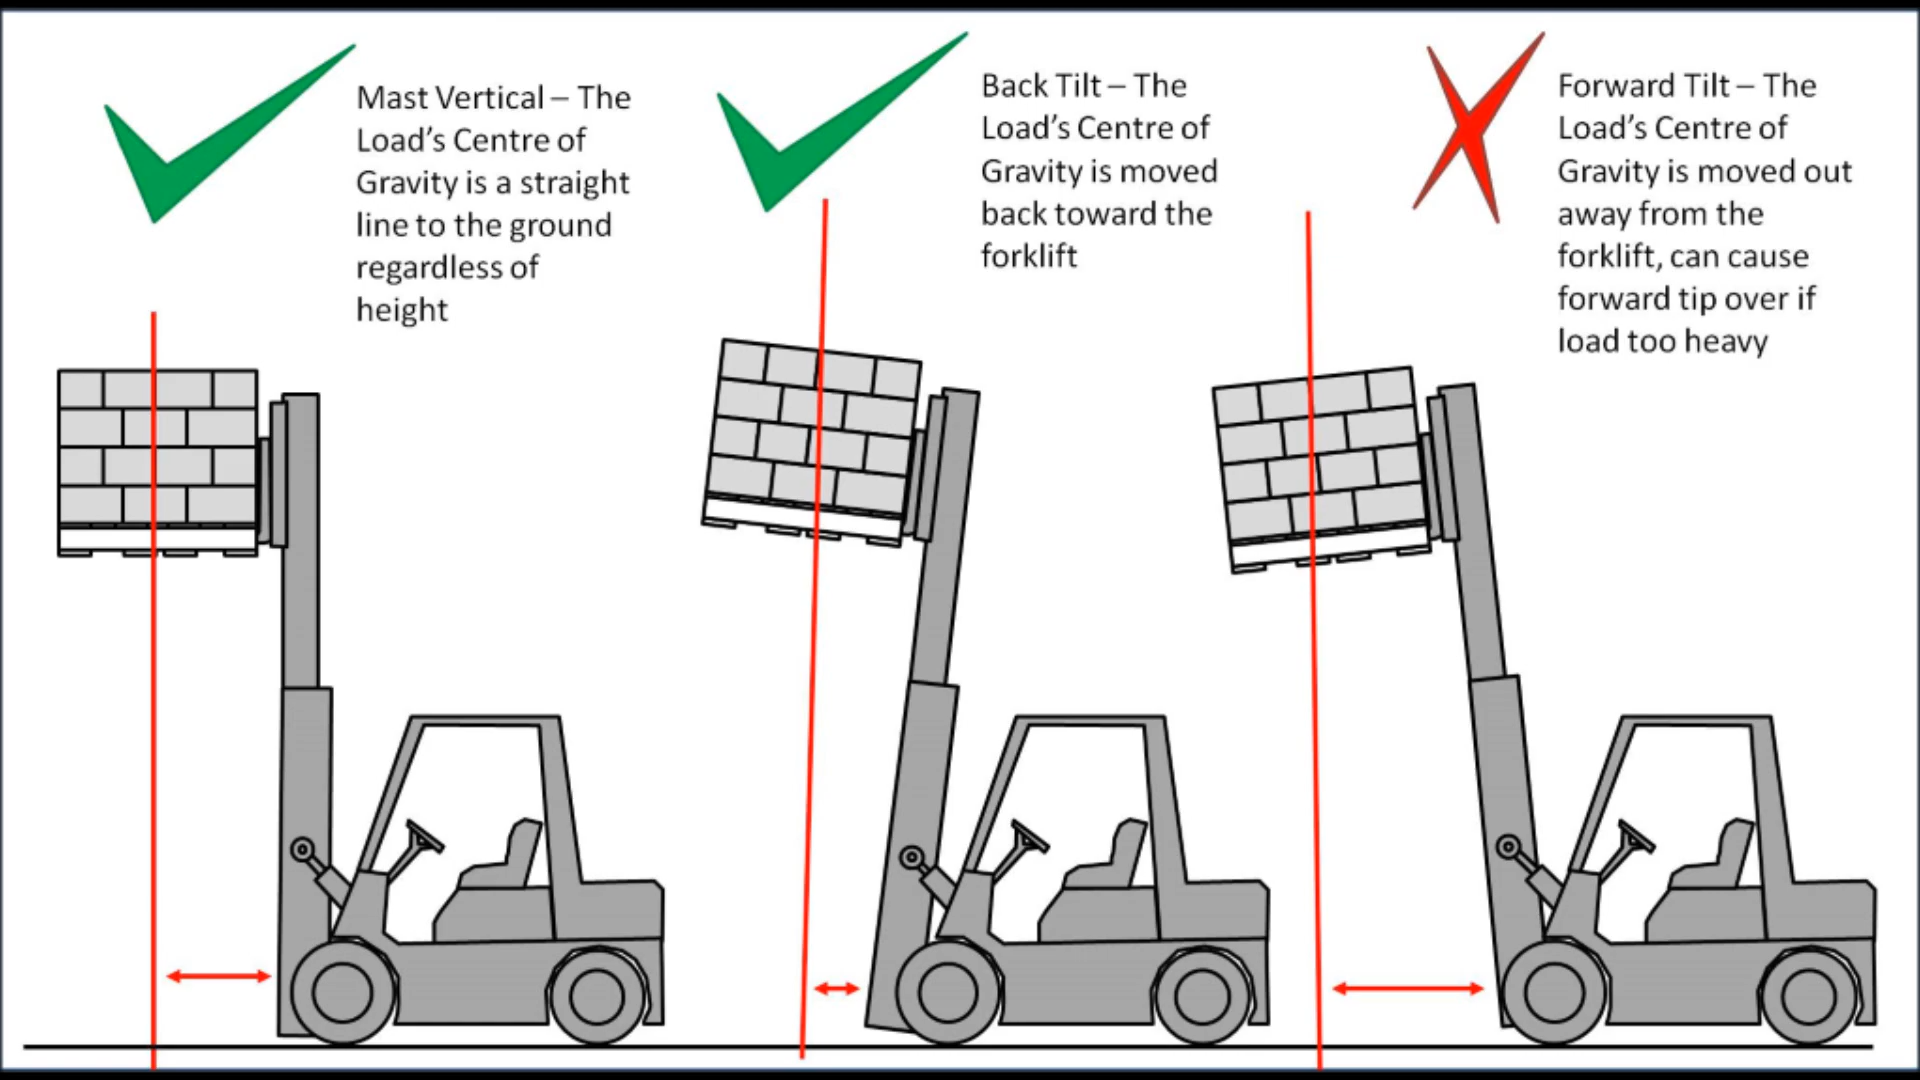 Mast Vertical – The
Load’s Centre of
Gravity is a straight
line to the ground
regardless of
height
Back Tilt – The
Load’s Centre of
Gravity is moved
back toward the
forklift
Forward Tilt – The
Load’s Centre of
Gravity is moved out
away from the
forklift, can cause
forward tip over if
load too heavy